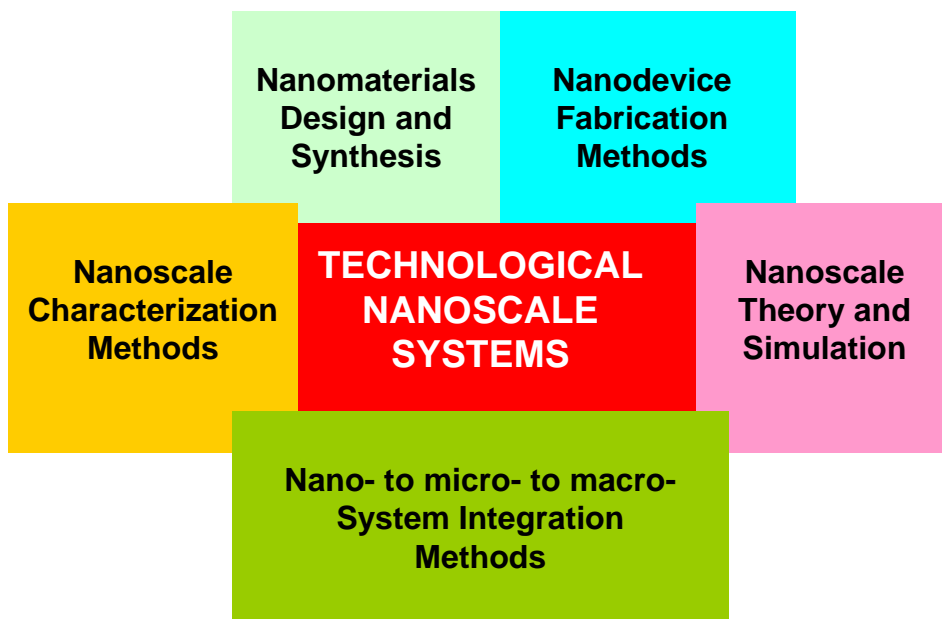 Nanomaterials
Design and
Synthesis
Nanodevice
Fabrication
Methods
Nanoscale
Characterization
Methods
TECHNOLOGICAL
NANOSCALE
SYSTEMS
Nanoscale
Theory and
Simulation
Nano- to micro- to macro-
System Integration
Methods